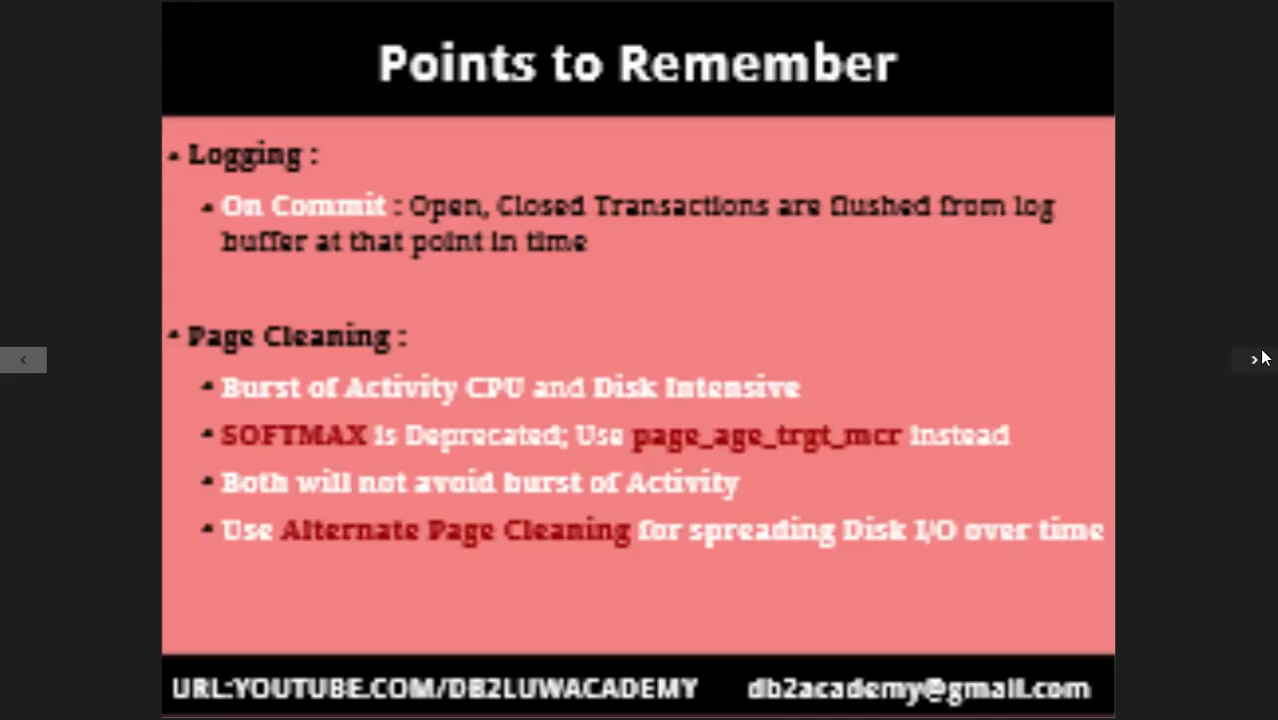 Points to Remember
Logging :
On Commit : Open, Closed Transactions are flushed from log
buffer at that point in time
Page Cleaning :
Burst of Activity CPU and Disk Intensive
SOFTMAX is Deprecated; Use page_age_trgt_mcr instead
Both will not avoid burst of Activity
Use Alternate Page Cleaning for spreading Disk I/O over time
URL:YOUTUBE.COM/DB2LUWACADEMY db2academy@gmail.com